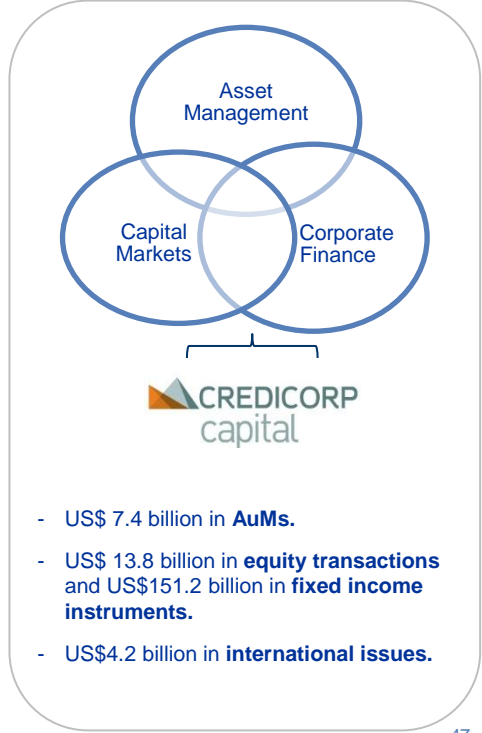 Asset
Management
Capital
Markets
Corporate
Finance
CREDICORP
capital
- US$ 7.4 billion in AuMs.
- US$ 13.8 billion in equity transactions
and US$151.2 billion in fixed income
instruments.
- US$4.2 billion in international issues.